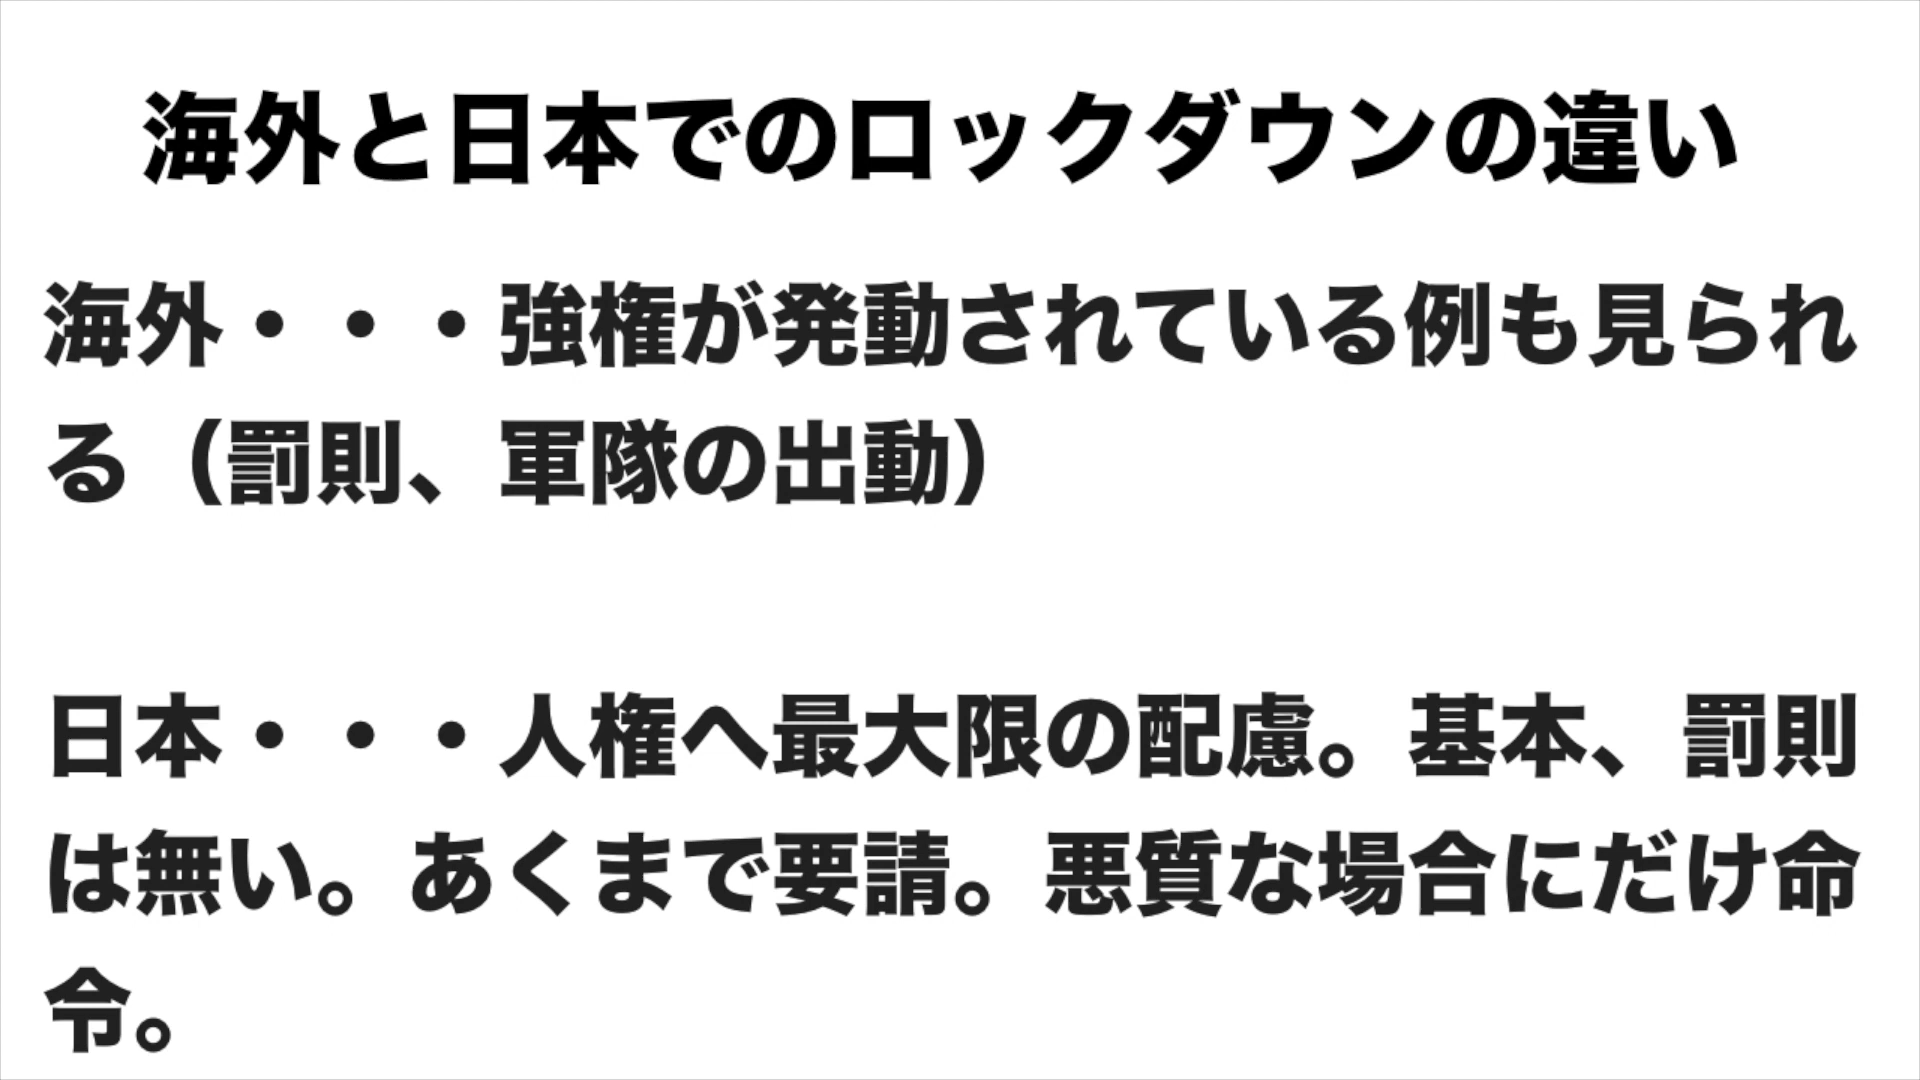 海外と日本でのロックダウンの違い
海外・・・強権が発動されている例も見られ
る（罰則、軍隊の出動）
日本・・・人権へ最大限の配慮。基本、罰則
は無い。あくまで要請。悪質な場合にだけ命
令。